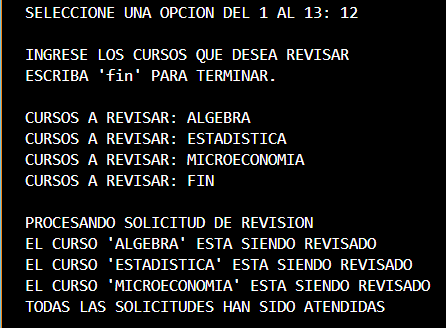 SELECCIONE UNA OPCION DEL 1 AL 13: 12
INGRESE LOS CURSOS QUE DESEA REVISAR
ESCRIBA 'fin' PARA TERMINAR.
CURSOS A REVISAR: ALGEBRA
CURSOS A REVISAR: ESTADISTICA
CURSOS A REVISAR: MICROECONOMIA
CURSOS A REVISAR: FIN
PROCESANDO SOLICITUD DE REVISION
EL CURSO 'ALGEBRA' ESTA SIENDO REVISADO
EL CURSO 'ESTADISTICA' ESTA SIENDO REVISADO
EL CURSO 'MICROECONOMIA' ESTA SIENDO REVISADO
TODAS LAS SOLICITUDES HAN SIDO ATENDIDAS